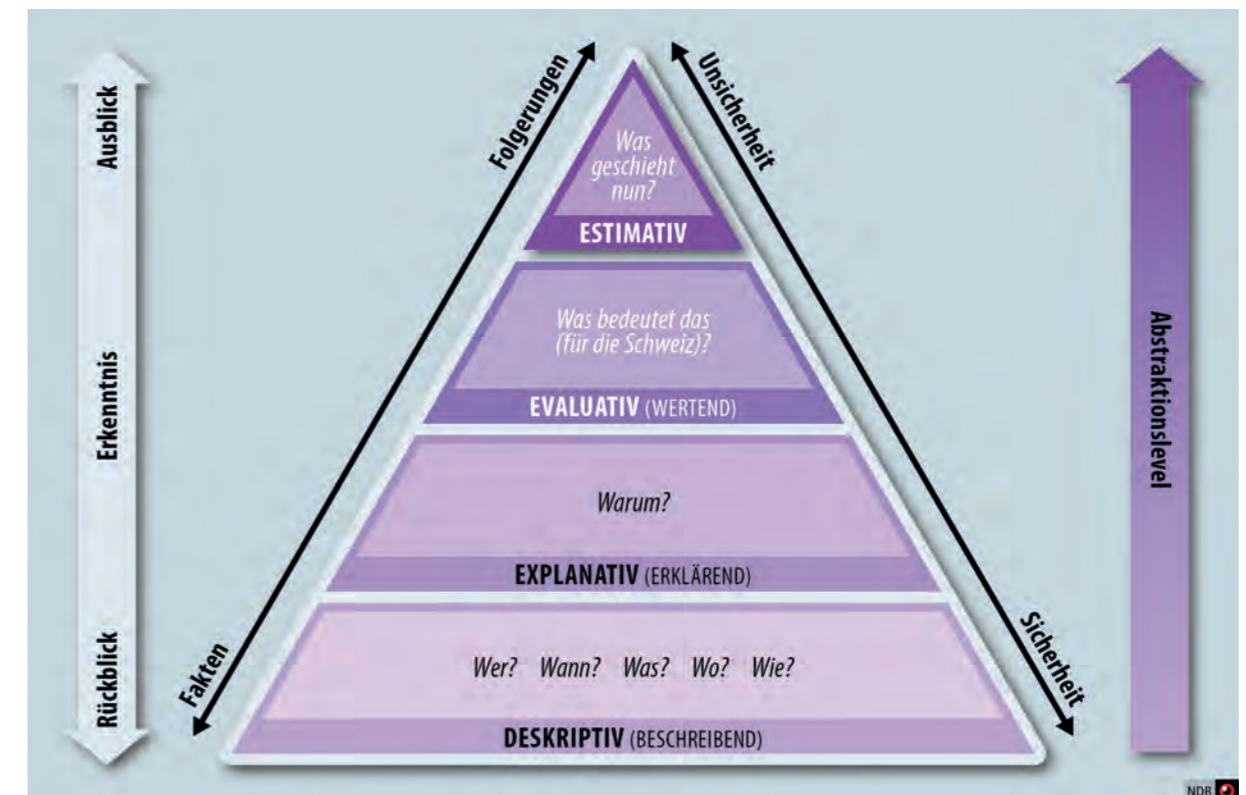 Ausblick
Erkenntnis
Rückblick
Folgerungen
Fakten
Unsicherheit
Sicherheit
Was
geschieht
nun?
ESTIMATIV
Was bedeutet das
(für die Schweiz)?
EVALUATIV (WERTEND)
Warum?
EXPLANATIV (ERKLÄREND)
Wer? Wann? Was? Wo? Wie?
DESKRIPTIV (BESCHREIBEND)
Abstraktionslevel
NDB